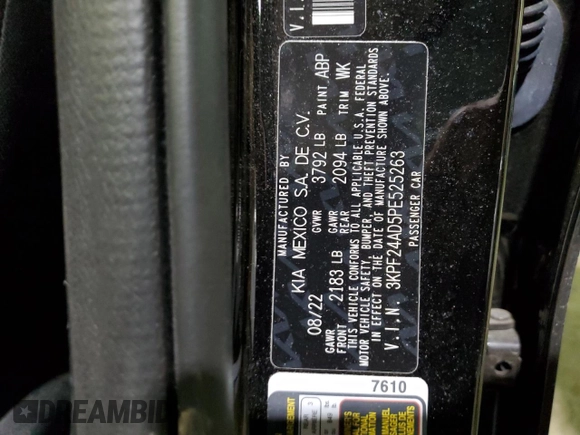 V.I.
MANUFACTURED BY
KIA MEXICO S.A. DE C.V.
08/22 GVWR 3792 LB PAINT ABP
GAWR FRONT 2183 LB GAWR REAR 2094 LB TRIM WK
THIS VEHICLE CONFORMS TO ALL APPLICABLE U.S.A. FEDERAL
MOTOR VEHICLE SAFETY, BUMPER, AND THEFT PREVENTION STANDARDS
IN EFFECT ON THE DATE OF MANUFACTURE SHOWN ABOVE.
V.I.N. 3KPF24AD5PE525263
PASSENGER CAR
7610
DREAMBID